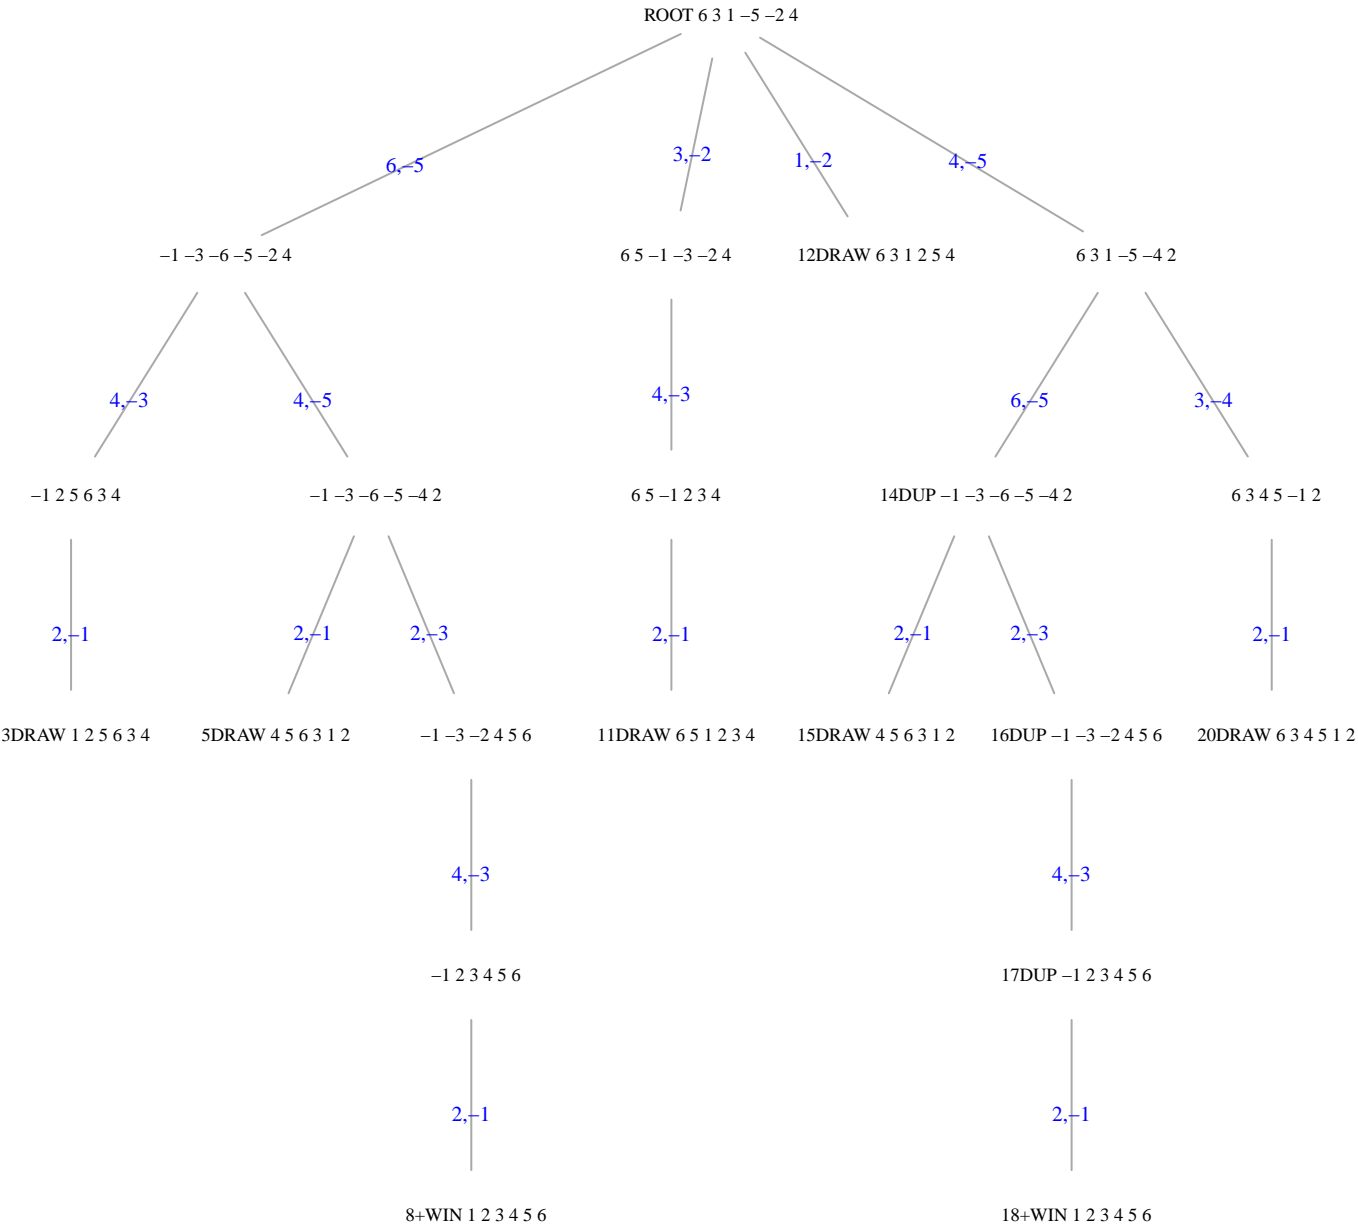 ROOT 6 3 1 –5 –2 4
6,–5
3,–2
1,–2
4,–5
–1 –3 –6 –5 –2 4
6 5 –1 –3 –2 4
12DRAW 6 3 1 2 5 4
6 3 1 –5 –4 2
4,–3
4,–5
4,–3
6,–5
3,–4
–1 2 5 6 3 4
–1 –3 –6 –5 –4 2
6 5 –1 2 3 4
14DUP –1 –3 –6 –5 –4 2
6 3 4 5 –1 2
2,–1
2,–1
2,–3
2,–1
2,–1
2,–3
2,–1
3DRAW 1 2 5 6 3 4
5DRAW 4 5 6 3 1 2
–1 –3 –2 4 5 6
11DRAW 6 5 1 2 3 4
15DRAW 4 5 6 3 1 2
16DUP –1 –3 –2 4 5 6
20DRAW 6 3 4 5 1 2
4,–3
4,–3
–1 2 3 4 5 6
17DUP –1 2 3 4 5 6
2,–1
2,–1
8+WIN 1 2 3 4 5 6
18+WIN 1 2 3 4 5 6